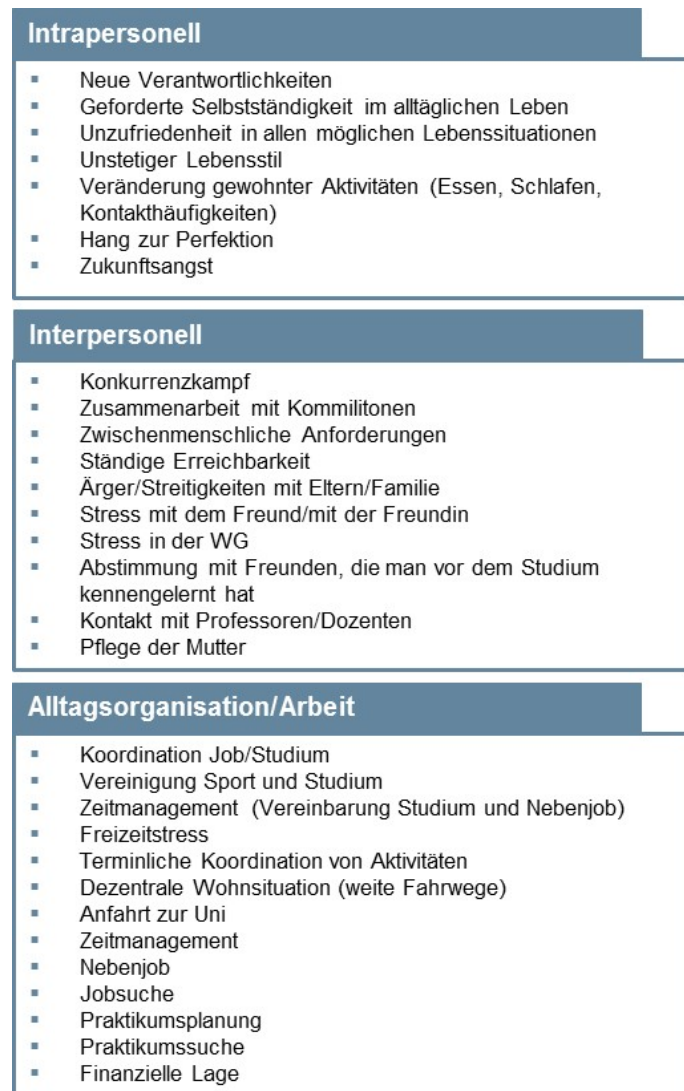 Intrapersonell
▪ Neue Verantwortlichkeiten
▪ Geforderte Selbstständigkeit im alltäglichen Leben
▪ Unzufriedenheit in allen möglichen Lebenssituationen
▪ Unstetiger Lebensstil
▪ Veränderung gewohnter Aktivitäten (Essen, Schlafen,
Kontakthäufigkeiten)
▪ Hang zur Perfektion
▪ Zukunftsangst
Interpersonell
▪ Konkurrenzkampf
▪ Zusammenarbeit mit Kommilitonen
▪ Zwischenmenschliche Anforderungen
▪ Ständige Erreichbarkeit
▪ Ärger/Streitigkeiten mit Eltern/Familie
▪ Stress mit dem Freund/mit der Freundin
▪ Stress in der WG
▪ Abstimmung mit Freunden, die man vor dem Studium
kennengelernt hat
▪ Kontakt mit Professoren/Dozenten
▪ Pflege der Mutter
Alltagsorganisation/Arbeit
▪ Koordination Job/Studium
▪ Vereinigung Sport und Studium
▪ Zeitmanagement (Vereinbarung Studium und Nebenjob)
▪ Freizeitstress
▪ Terminliche Koordination von Aktivitäten
▪ Dezentrale Wohnsituation (weite Fahrwege)
▪ Anfahrt zur Uni
▪ Zeitmanagement
▪ Nebenjob
▪ Jobsuche
▪ Praktikumsplanung
▪ Praktikumssuche
▪ Finanzielle Lage